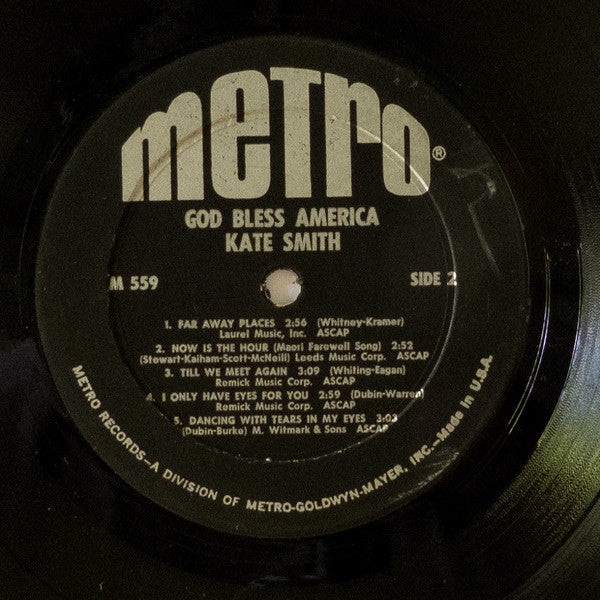 METRO®
GOD BLESS AMERICA
KATE SMITH
M 559
SIDE 2
1. FAR AWAY PLACES 2:56 (Whitney-Kramer)
Laurel Music, Inc. ASCAP
2. NOW IS THE HOUR (Maori Farewell Song) 2:52
(Stewart-Kaiham-Scott-McNeill) Leeds Music Corp. ASCAP
3. TILL WE MEET AGAIN 3:09 (Whiting-Eagan)
Remick Music Corp. ASCAP
4. I ONLY HAVE EYES FOR YOU 2:59 (Dubin-Warren)
Remick Music Corp. ASCAP
5. DANCING WITH TEARS IN MY EYES 3:03
(Dubin-Burke) M. Witmark & Sons ASCAP
METRO RECORDS—A DIVISION OF METRO-GOLDWYN-MAYER, INC.—Made in U.S.A.